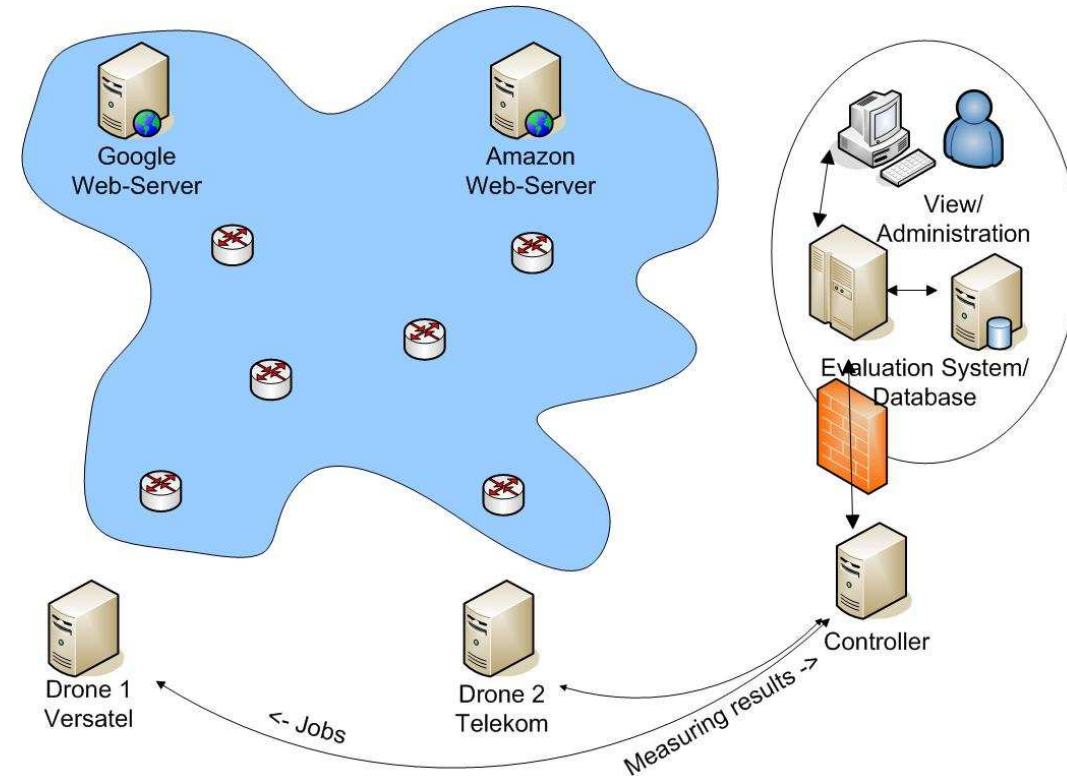 Google
Web-Server
Amazon
Web-Server
View/
Administration
Evaluation System/
Database
Controller
Drone 1
Versatel
Drone 2
Telekom
<- Jobs
Measuring results ->